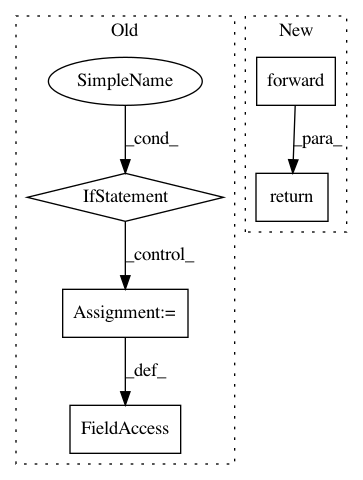 Old
New
SimpleName
forward
_cond_
_para_
IfStatement
return
_control_
Assignment:=
_def_
FieldAccess